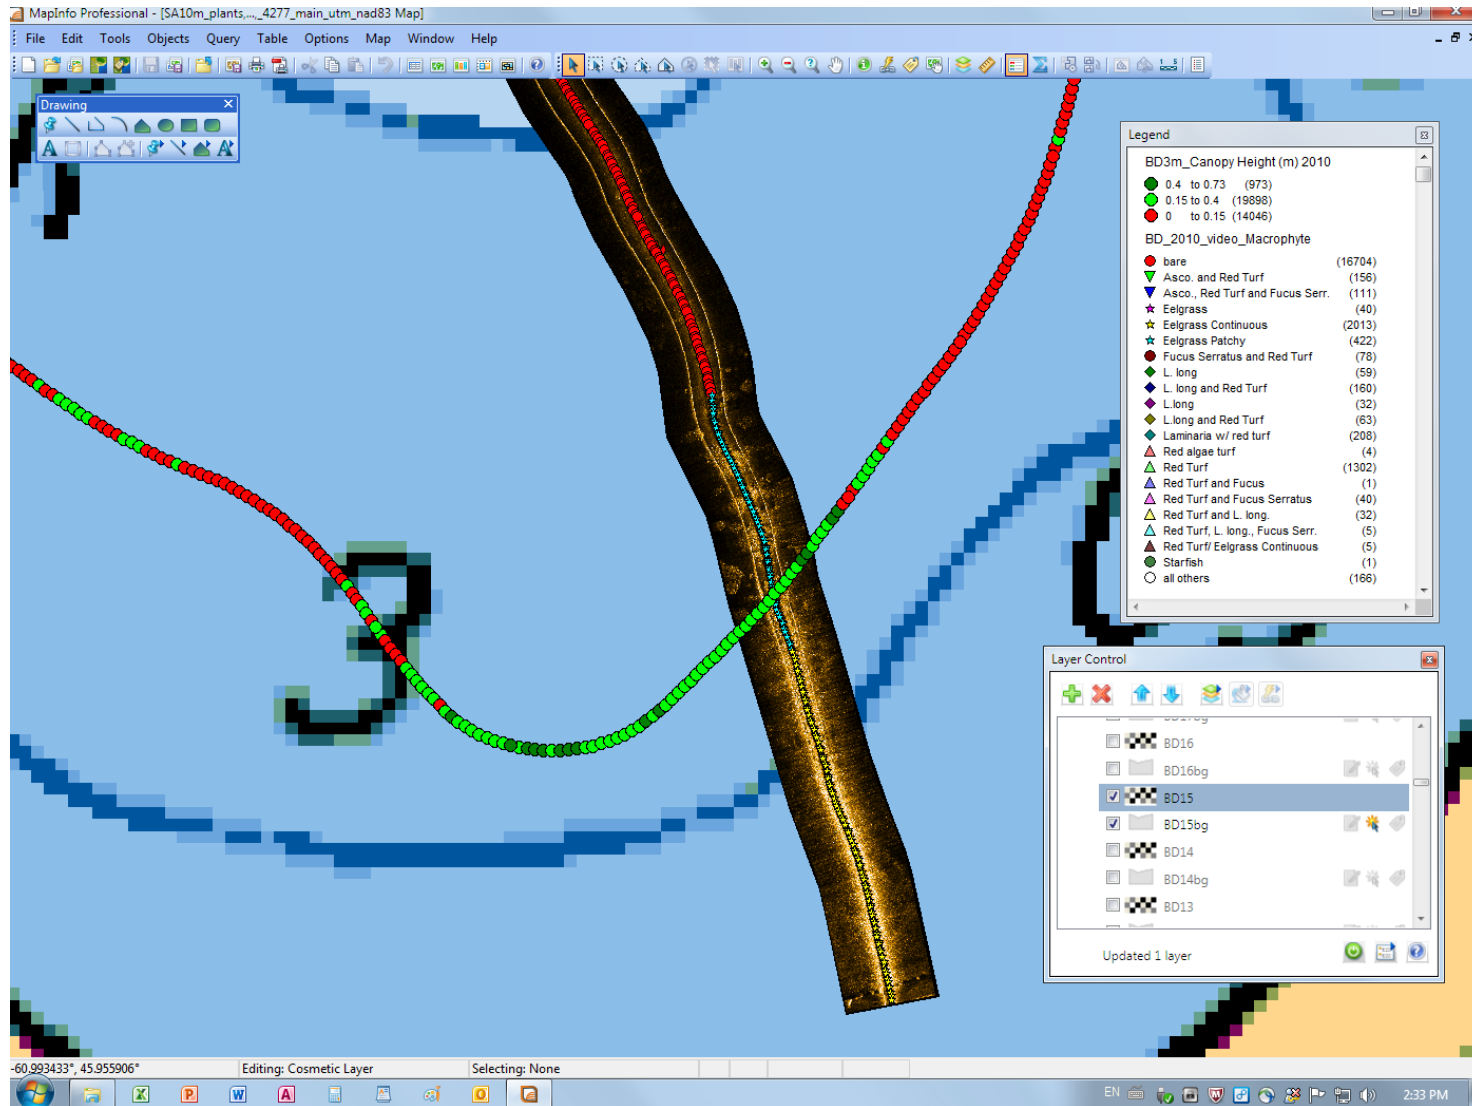 MapInfo Professional - [SA10m_plants,...,_4277_main_utm_nad83 Map]
File Edit Tools Objects Query Table Options Map Window Help
Drawing
Legend
BD3m_Canopy Height (m) 2010
0.4 to 0.73 (973)
0.15 to 0.4 (19898)
0 to 0.15 (14046)
BD_2010_video_Macrophyte
bare (16704)
Asco. and Red Turf (156)
Asco., Red Turf and Fucus Serr. (111)
Eelgrass (40)
Eelgrass Continuous (2013)
Eelgrass Patchy (422)
Fucus Serratus and Red Turf (78)
L. long (59)
L. long and Red Turf (160)
L.long (32)
L.long and Red Turf (63)
Laminaria w/ red turf (208)
Red algae turf (4)
Red Turf (1302)
Red Turf and Fucus (1)
Red Turf and Fucus Serratus (40)
Red Turf and L. long. (32)
Red Turf, L. long., Fucus Serr. (5)
Red Turf/ Eelgrass Continuous (5)
Starfish (1)
all others (166)
3
Layer Control
BD17bg
BD16
BD16bg
BD15
BD15bg
BD14
BD14bg
BD13
Updated 1 layer
-60.993433°, 45.955906° Editing: Cosmetic Layer Selecting: None
EN 2:33 PM